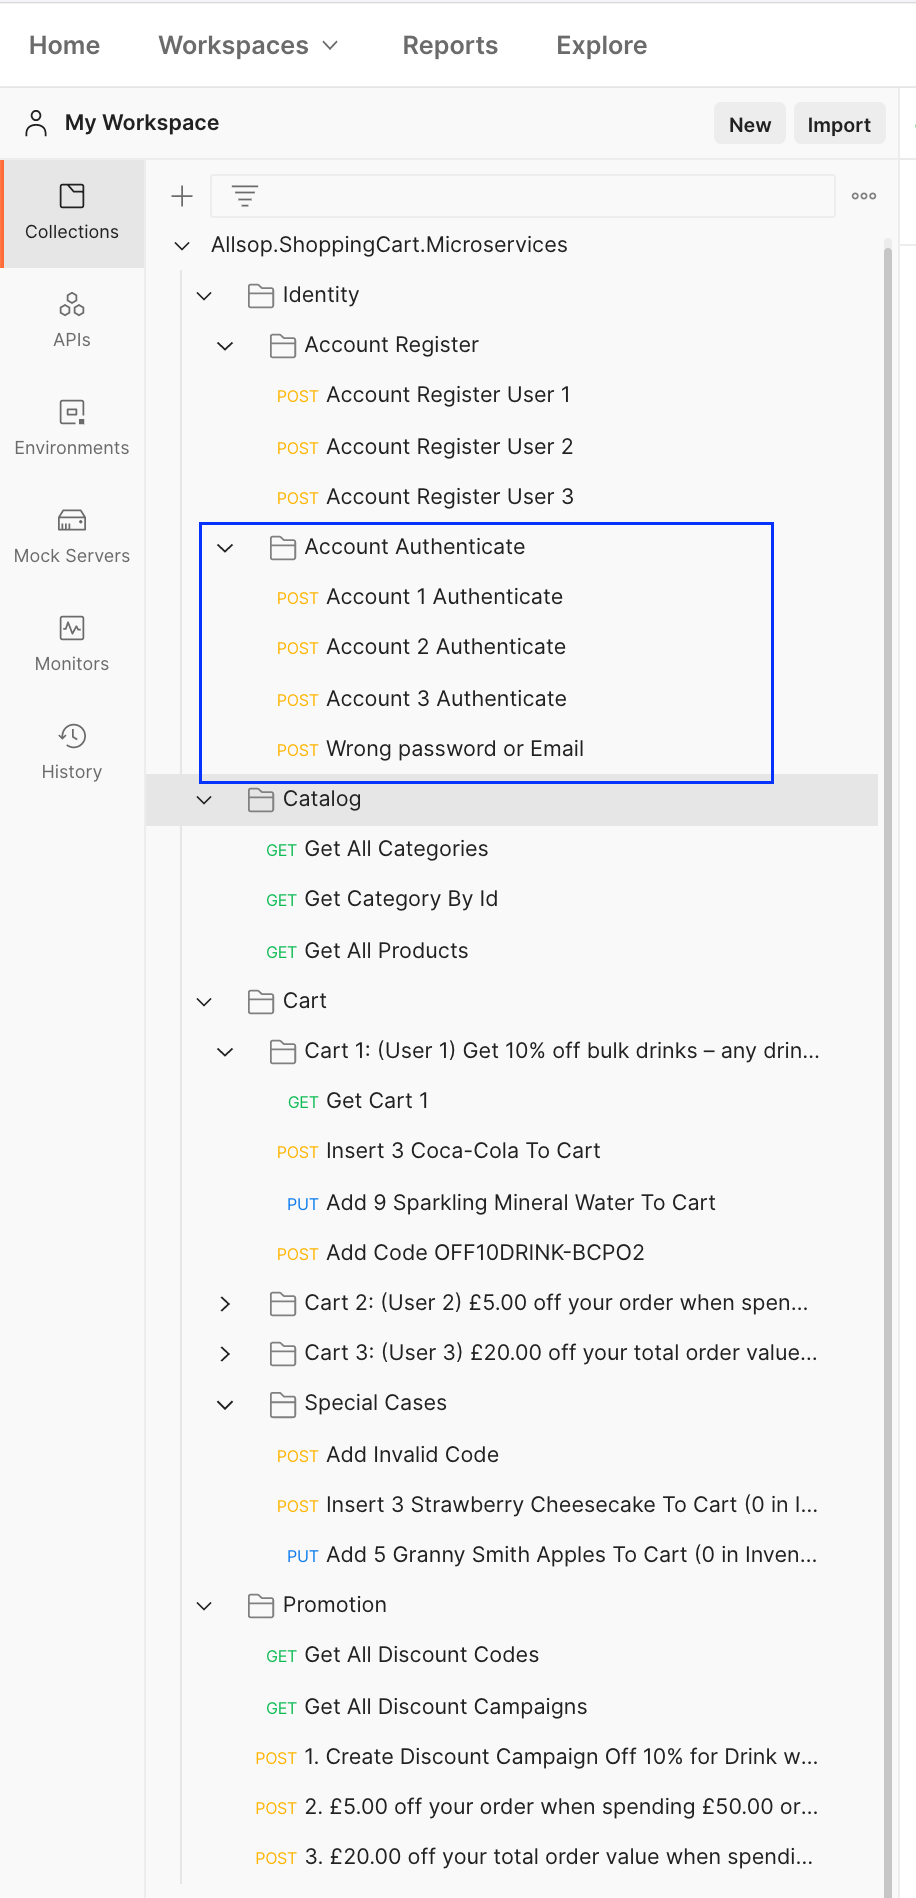 Home Workspaces Reports Explore
My Workspace New Import
Collections
APIs
Environments
Mock Servers
Monitors
History
Allsop.ShoppingCart.Microservices
Identity
Account Register
POST Account Register User 1
POST Account Register User 2
POST Account Register User 3
Account Authenticate
POST Account 1 Authenticate
POST Account 2 Authenticate
POST Account 3 Authenticate
POST Wrong password or Email
Catalog
GET Get All Categories
GET Get Category By Id
GET Get All Products
Cart
Cart 1: (User 1) Get 10% off bulk drinks – any drin...
GET Get Cart 1
POST Insert 3 Coca-Cola To Cart
PUT Add 9 Sparkling Mineral Water To Cart
POST Add Code OFF10DRINK-BCPO2
Cart 2: (User 2) £5.00 off your order when spen...
Cart 3: (User 3) £20.00 off your total order value...
Special Cases
POST Add Invalid Code
POST Insert 3 Strawberry Cheesecake To Cart (0 in I...
PUT Add 5 Granny Smith Apples To Cart (0 in Inven...
Promotion
GET Get All Discount Codes
GET Get All Discount Campaigns
POST 1. Create Discount Campaign Off 10% for Drink w...
POST 2. £5.00 off your order when spending £50.00 or...
POST 3. £20.00 off your total order value when spendi...